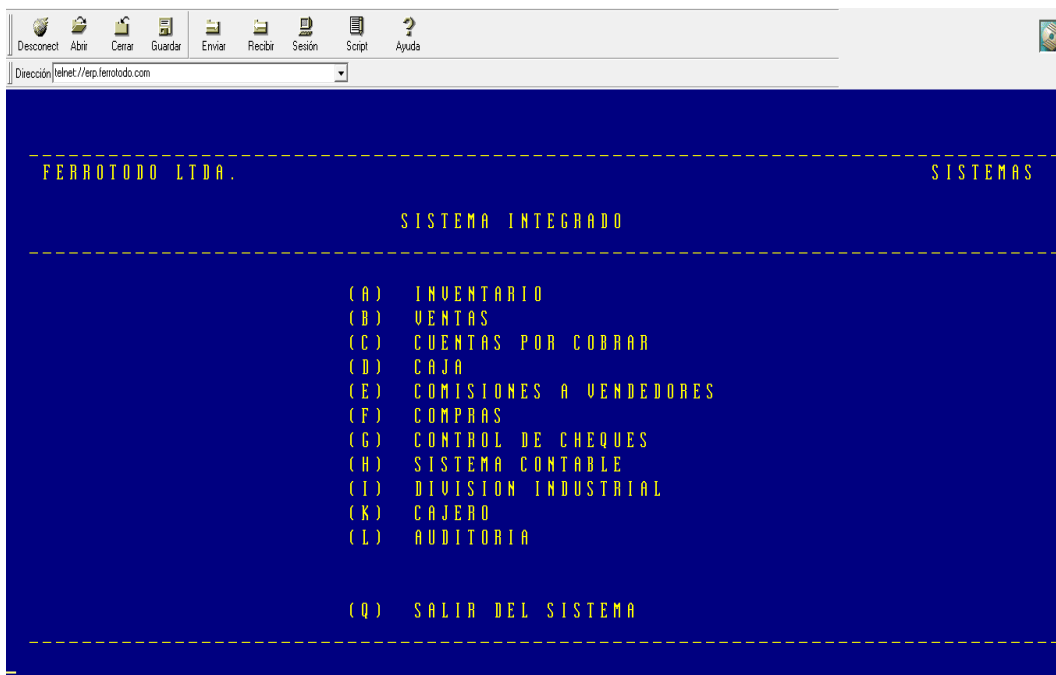 Desconect Abrir Cerrar Guardar Enviar Recibir Sesión Script Ayuda
Dirección telnet://erp.ferrotodo.com
FERROTODO LTDA. SISTEMAS
SISTEMA INTEGRADO
(A) INVENTARIO
(B) VENTAS
(C) CUENTAS POR COBRAR
(D) CAJA
(E) COMISIONES A VENDEDORES
(F) COMPRAS
(G) CONTROL DE CHEQUES
(H) SISTEMA CONTABLE
(I) DIVISION INDUSTRIAL
(K) CAJERO
(L) AUDITORIA
(Q) SALIR DEL SISTEMA